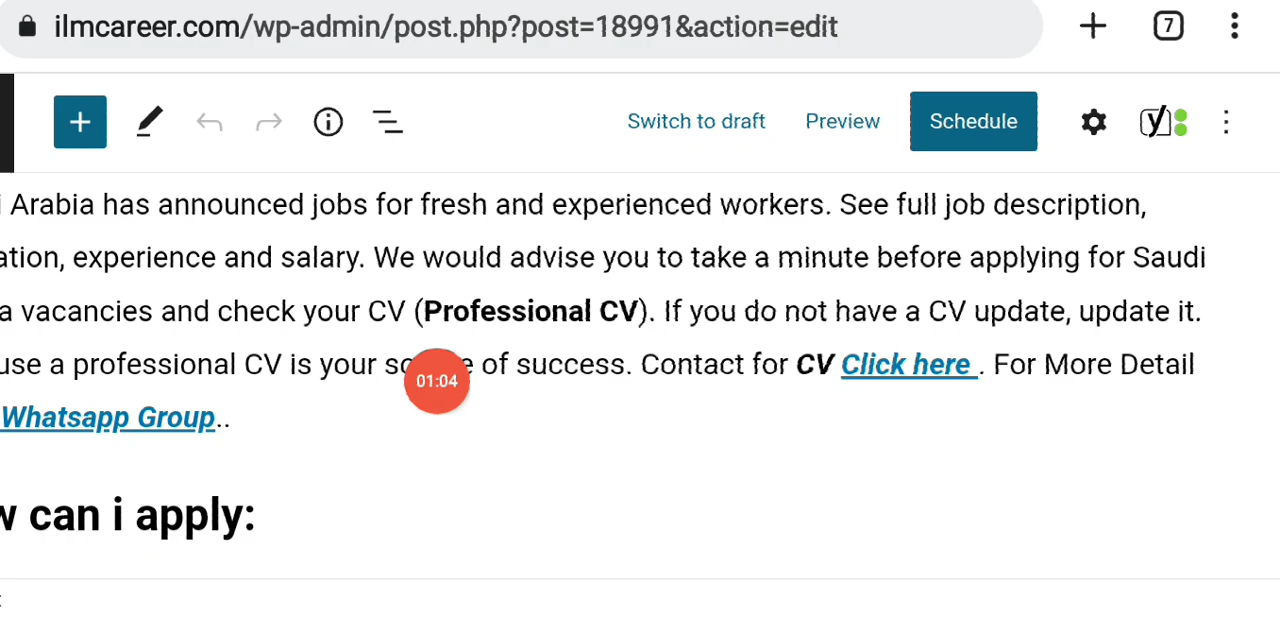 ilmcareer.com/wp-admin/post.php?post=18991&action=edit
7
Switch to draft Preview Schedule
Arabia has announced jobs for fresh and experienced workers. See full job description,
ation, experience and salary. We would advise you to take a minute before applying for Saudi
a vacancies and check your CV (Professional CV). If you do not have a CV update, update it.
use a professional CV is your of success. Contact for CV Click here . For More Detail
01:04
Whatsapp Group..
w can i apply: